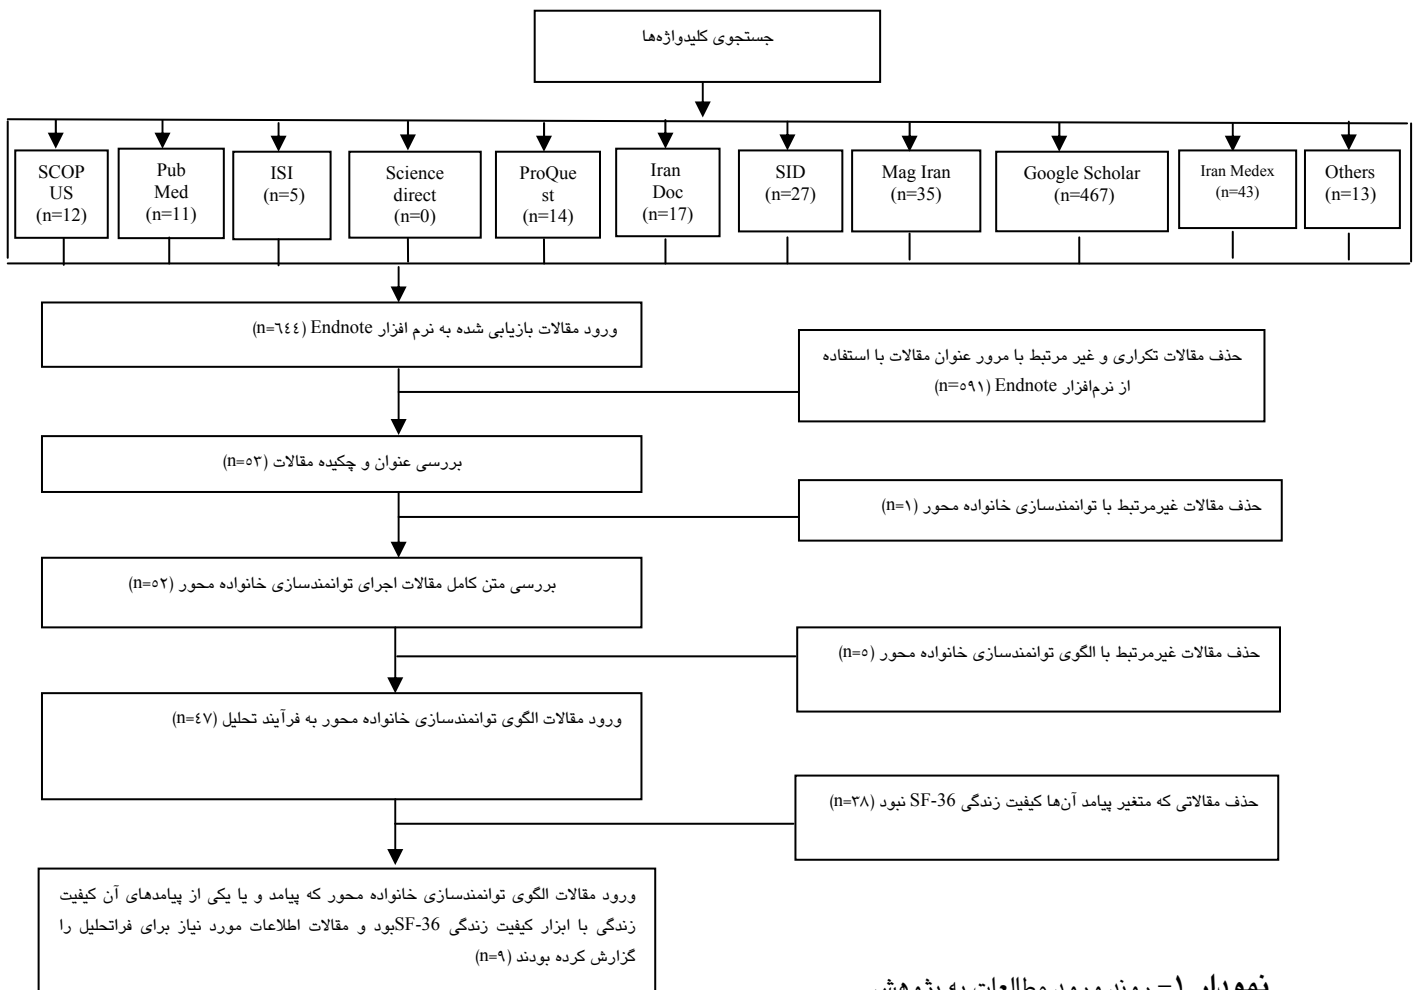 جستجوی کلیدواژه‌ها
SCOP
US
(n=12)
Pub
Med
(n=11)
ISI
(n=5)
Science
direct
(n=0)
ProQue
st
(n=14)
Iran
Doc
(n=17)
SID
(n=27)
Mag Iran
(n=35)
Google Scholar
(n=467)
Iran Medex
(n=43)
Others
(n=13)
ورود مقالات بازیابی شده به نرم افزار Endnote (n=٦٤٤)
حذف مقالات تکراری و غیر مرتبط با مرور عنوان مقالات با استفاده
از نرم‌افزار Endnote (n=٥٩١)
بررسی عنوان و چکیده مقالات (n=٥٣)
حذف مقالات غیرمرتبط با توانمندسازی خانواده محور (n=١)
بررسی متن کامل مقالات اجرای توانمندسازی خانواده محور (n=٥٢)
حذف مقالات غیرمرتبط با الگوی توانمندسازی خانواده محور (n=٥)
ورود مقالات الگوی توانمندسازی خانواده محور به فرآیند تحلیل (n=٤٧)
حذف مقالاتی که متغیر پیامد آن‌ها کیفیت زندگی SF-36 نبود (n=٣٨)
ورود مقالات الگوی توانمندسازی خانواده محور که پیامد و یا یکی از پیامدهای آن کیفیت
زندگی با ابزار کیفیت زندگی SF-36بود و مقالات اطلاعات مورد نیاز برای فراتحلیل را
گزارش کرده بودند (n=٩)
نمودار ١– روند ورود مطالعات به پژوهش